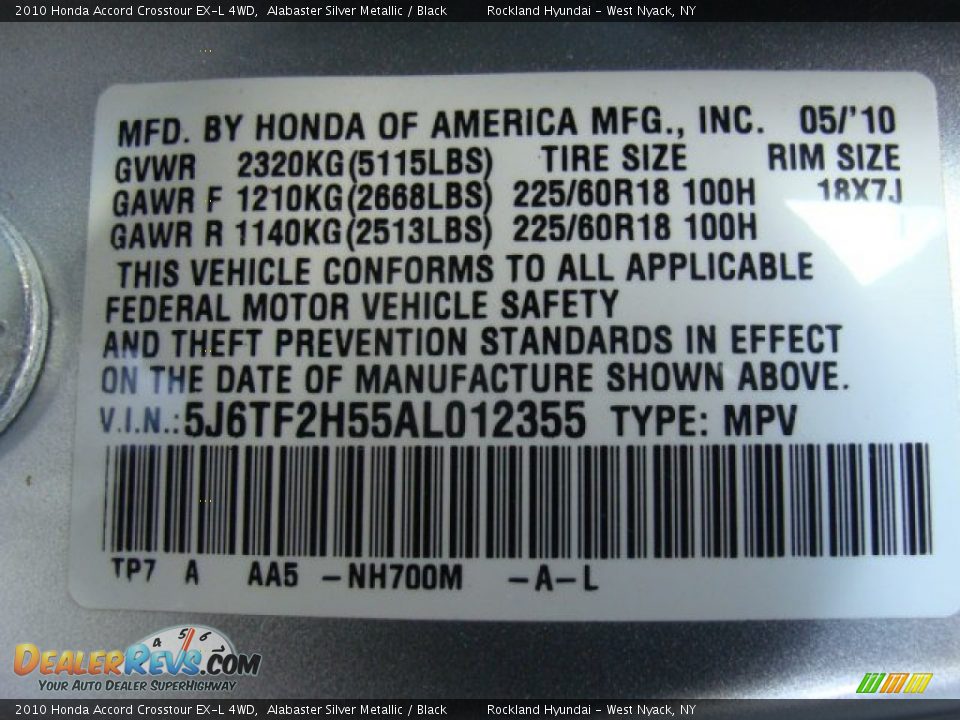 2010 Honda Accord Crosstour EX-L 4WD, Alabaster Silver Metallic / Black Rockland Hyundai - West Nyack, NY
MFD. BY HONDA OF AMERICA MFG., INC. 05/'10
GVWR 2320KG(5115LBS) TIRE SIZE RIM SIZE
GAWR F 1210KG(2668LBS) 225/60R18 100H 18X7J
GAWR R 1140KG(2513LBS) 225/60R18 100H
THIS VEHICLE CONFORMS TO ALL APPLICABLE
FEDERAL MOTOR VEHICLE SAFETY
AND THEFT PREVENTION STANDARDS IN EFFECT
ON THE DATE OF MANUFACTURE SHOWN ABOVE.
V.I.N.:5J6TF2H55AL012355 TYPE: MPV
TP7 A AA5 -NH700M -A-L
4 5 6 7
DEALERREVS.COM
YOUR AUTO DEALER SUPERHIGHWAY
2010 Honda Accord Crosstour EX-L 4WD, Alabaster Silver Metallic / Black Rockland Hyundai - West Nyack, NY